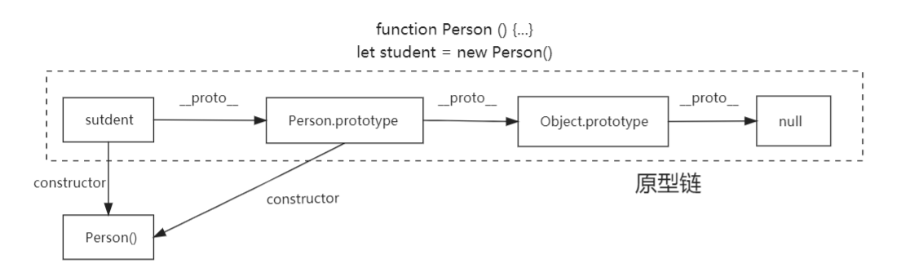 function Person () {...}
let student = new Person()
__proto__
__proto__
__proto__
sutdent
Person.prototype
Object.prototype
null
constructor
原型链
constructor
Person()